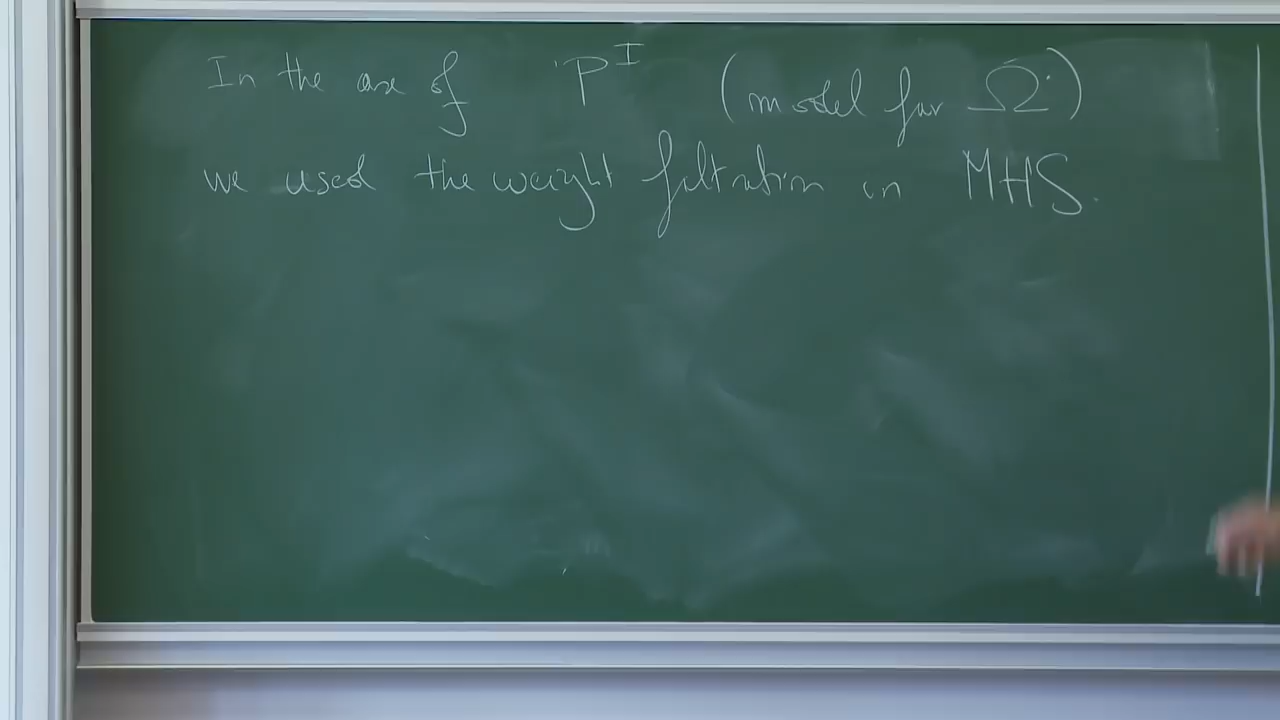 In the case of P^I (model for Ω^•)
we used the weight filtration in MHS.